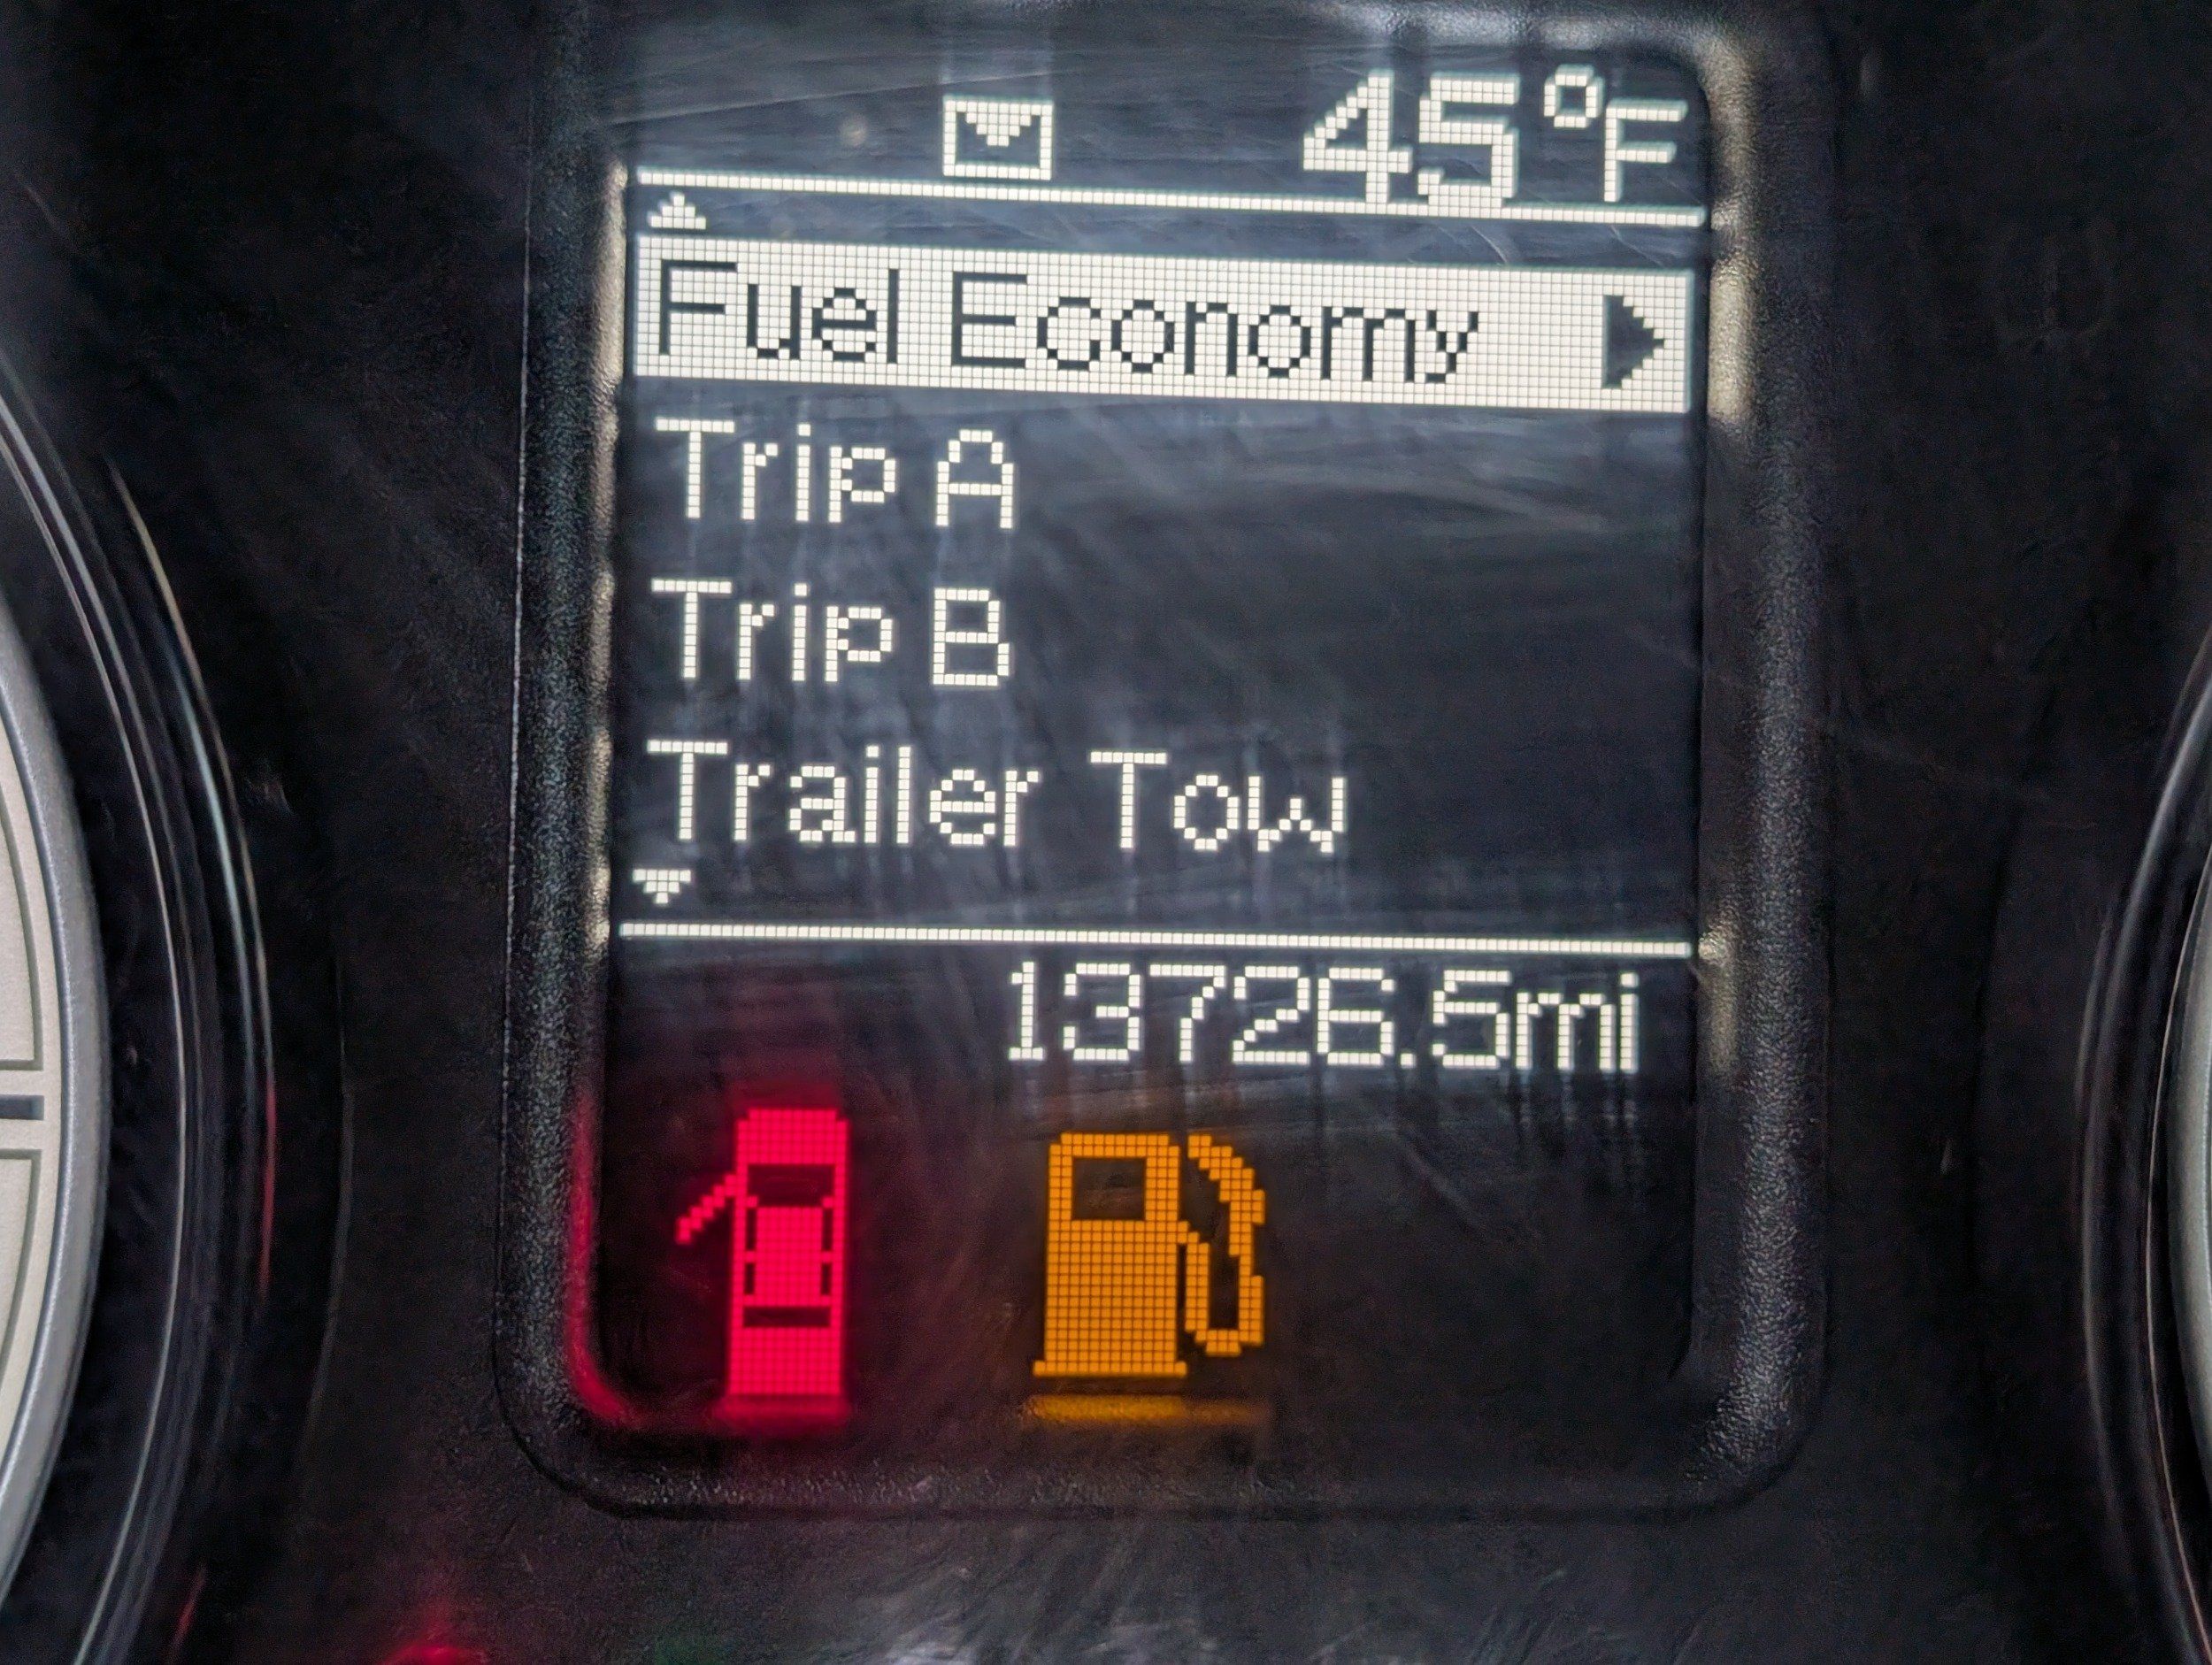 45°F
Fuel Economy
Trip A
Trip B
Trailer Tow
13726.5mi